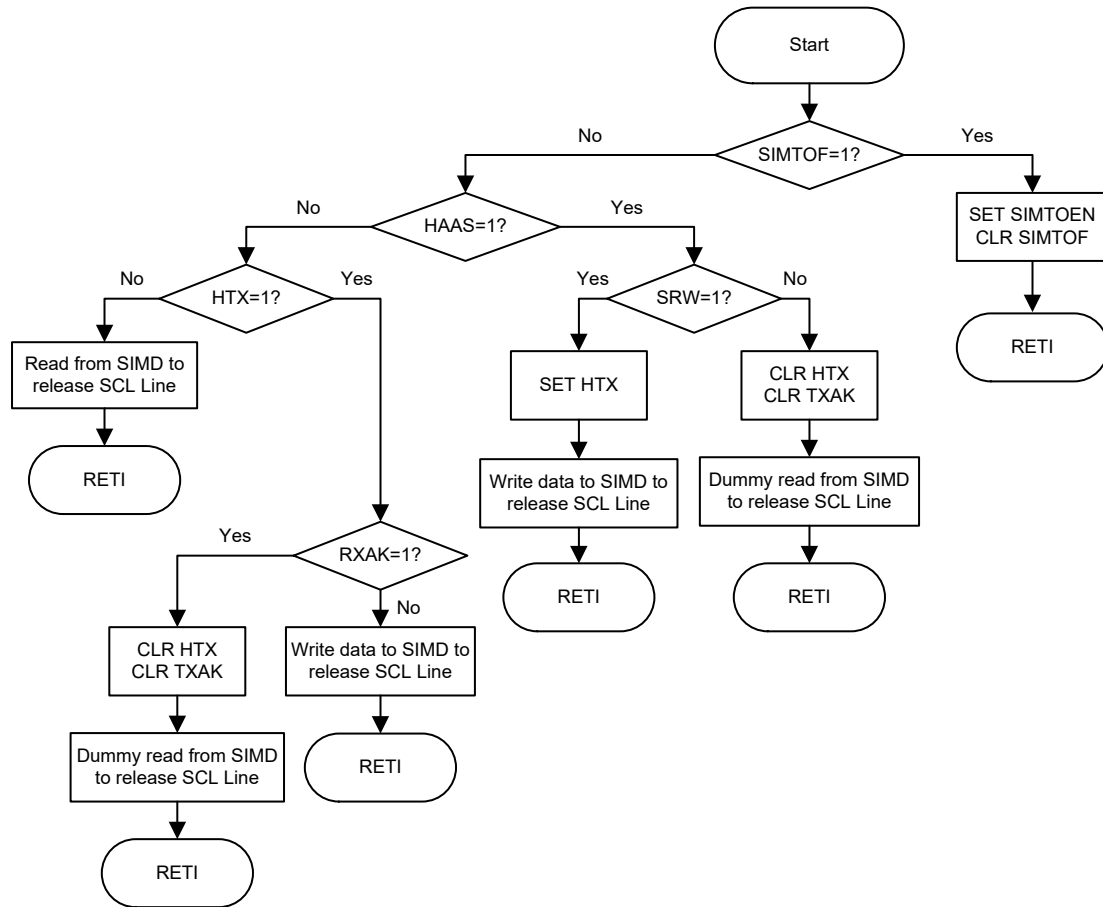 Start
No
Yes
SIMTOF=1?
No
HAAS=1?
Yes
SET SIMTOEN
CLR SIMTOF
No
HTX=1?
Yes
Yes
SRW=1?
No
RETI
Read from SIMD to
release SCL Line
SET HTX
CLR HTX
CLR TXAK
RETI
Write data to SIMD to
release SCL Line
Dummy read from SIMD
to release SCL Line
Yes
RXAK=1?
No
RETI
RETI
CLR HTX
CLR TXAK
Write data to SIMD to
release SCL Line
Dummy read from SIMD
to release SCL Line
RETI
RETI